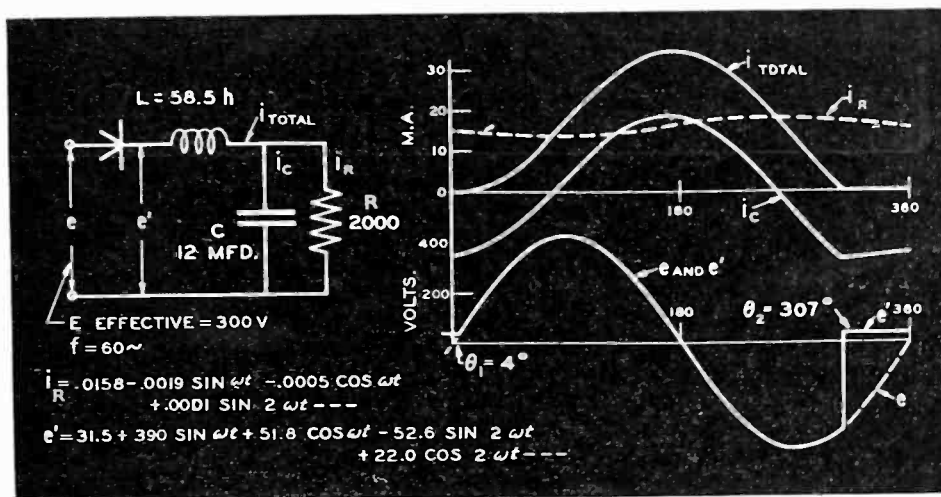 L = 58.5 h
i TOTAL
i C
i R
e
e'
C
12 MFD.
R
2000
E EFFECTIVE = 300 V
f = 60~
i R = .0158-.0019 SIN ωt -.0005 COS ωt
+.0001 SIN 2 ωt ---
e' = 31.5 + 390 SIN ωt + 51.8 COS ωt - 52.6 SIN 2 ωt
+ 22.0 COS 2 ωt ---
M.A.
30
20
10
0
i TOTAL
i R
180
360
i C
VOLTS.
400
200
e AND e'
θ1 = 4°
180
θ2 = 307°
e'
360
e